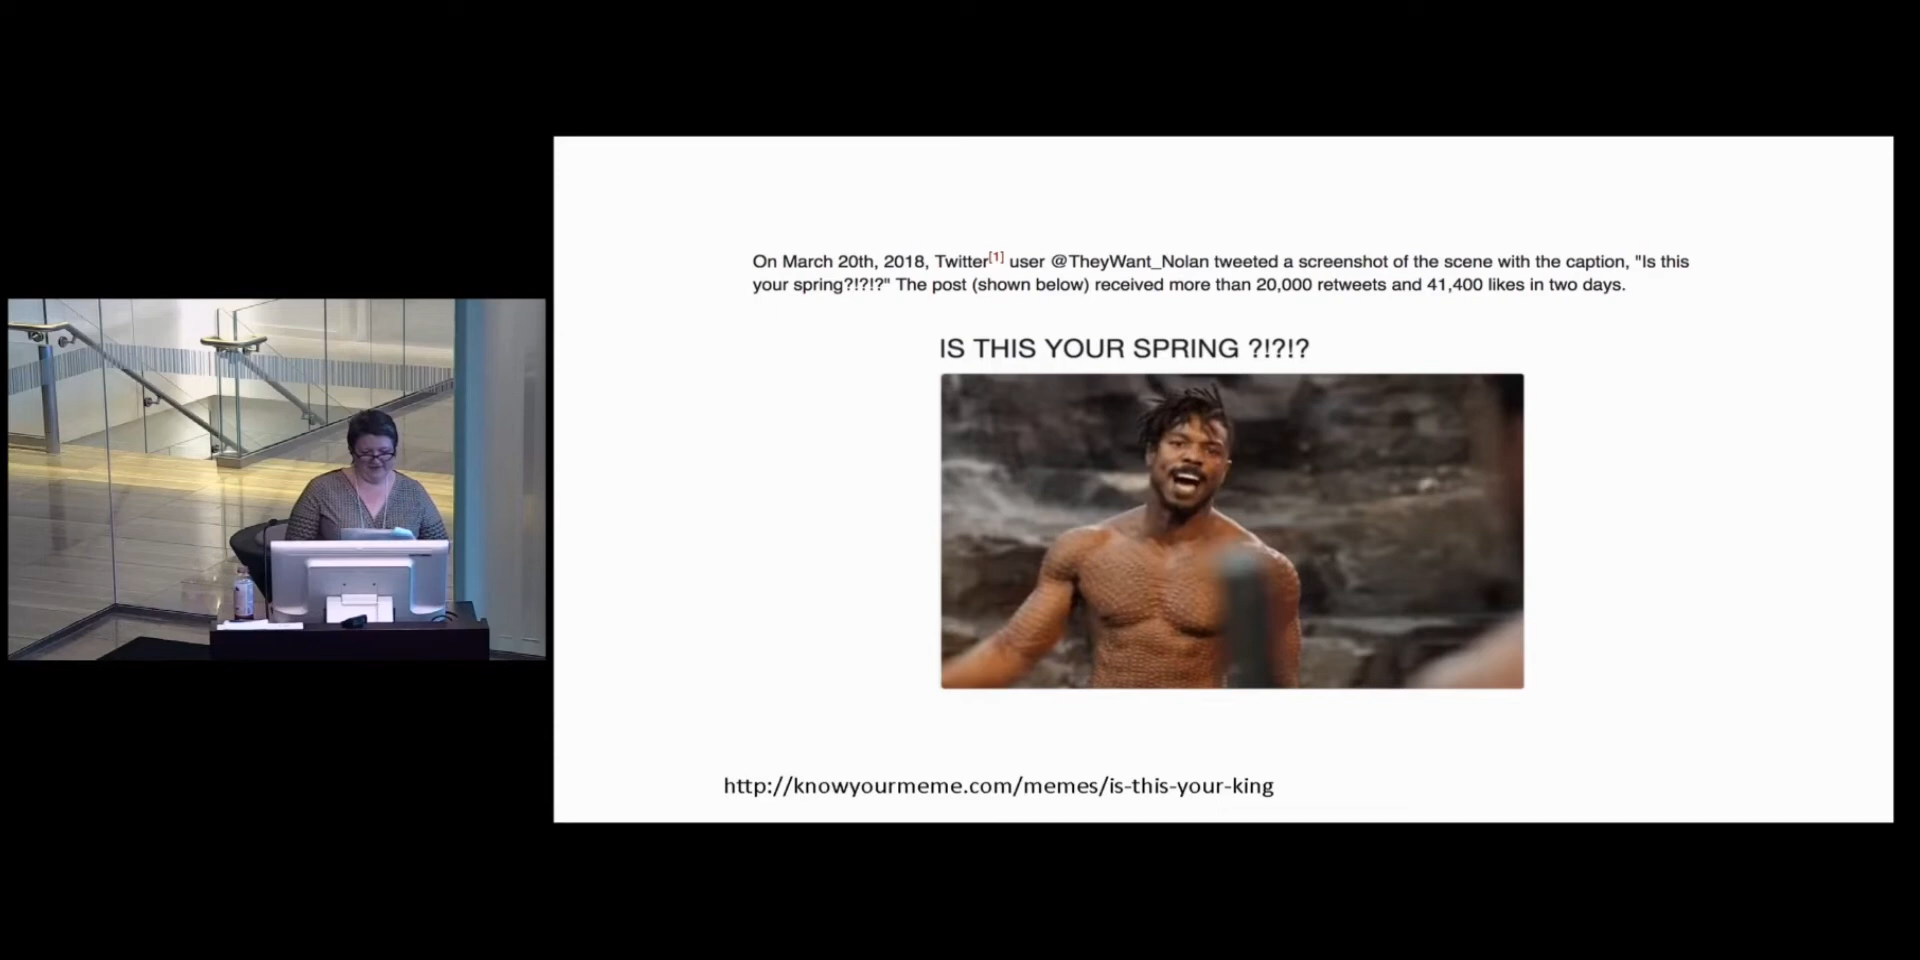 On March 20th, 2018, Twitter[1] user @TheyWant_Nolan tweeted a screenshot of the scene with the caption, "Is this
your spring?!?!?" The post (shown below) received more than 20,000 retweets and 41,400 likes in two days.
IS THIS YOUR SPRING ?!?!?
http://knowyourmeme.com/memes/is-this-your-king